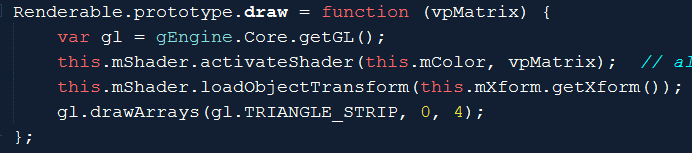 Renderable.prototype.draw = function (vpMatrix) {
    var gl = gEngine.Core.getGL();
    this.mShader.activateShader(this.mColor, vpMatrix);  // al
    this.mShader.loadObjectTransform(this.mXform.getXform());
    gl.drawArrays(gl.TRIANGLE_STRIP, 0, 4);
};